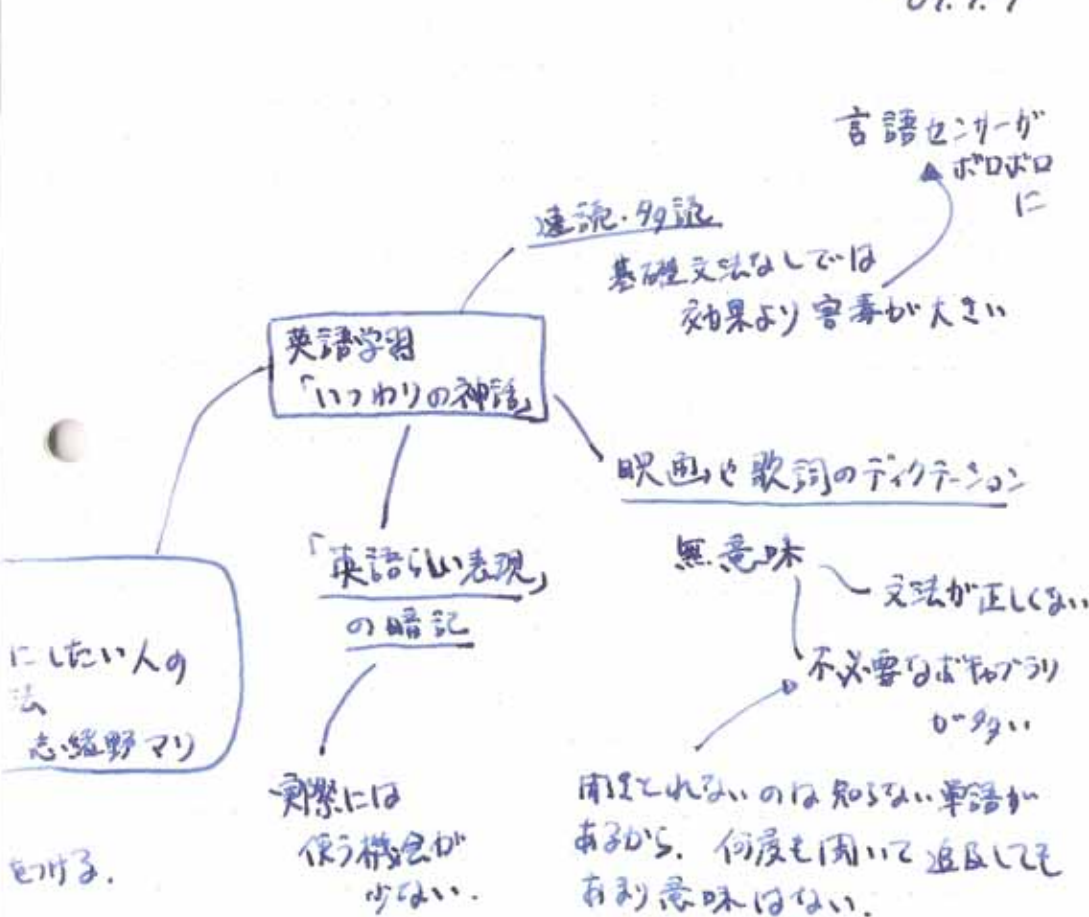 言語センサーが
ボロボロ
に
速読・多読
基礎文法なしでは
効果より害毒が大きい
英語学習
「いつわりの神話」
映画や歌詞のディクテーション
無意味
文法が正しくない
不必要なボキャブラリ
が多い
「英語らしい表現」
の暗記
にしたい人の
法
志緒野マリ
実際には
使う機会が
少ない.
聞きとれないのは知らない単語が
あるから. 何度も聞いて追及しても
あまり意味はない.
をつける.